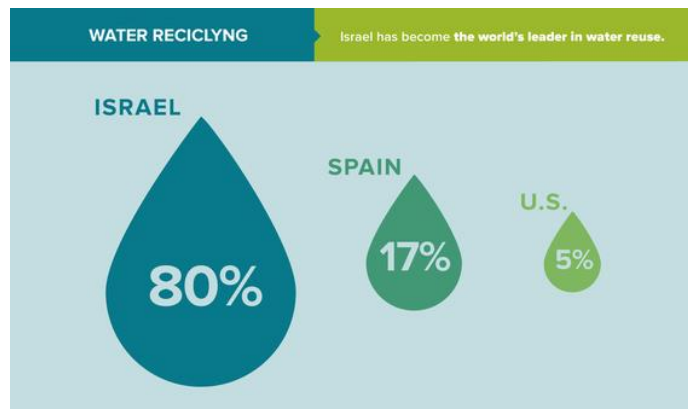 WATER RECICLYNG
Israel has become the world's leader in water reuse.
ISRAEL
80%
SPAIN
17%
U.S.
5%